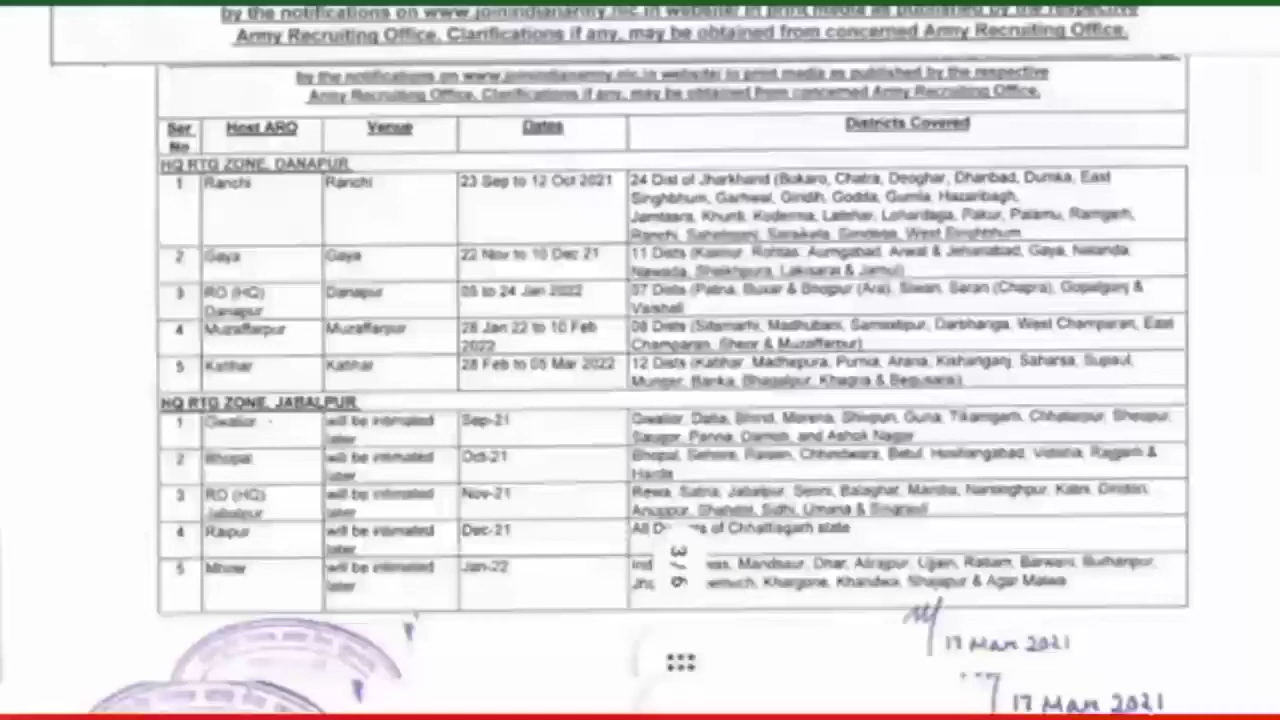 by the notifications on www.joinindianarmy.nic.in website/ in print media as published by the respective
Army Recruiting Office. Clarifications if any, may be obtained from concerned Army Recruiting Office.
by the notifications on www.joinindianarmy.nic.in website/ in print media as published by the respective
Army Recruiting Office. Clarifications if any, may be obtained from concerned Army Recruiting Office.
Ser No Host ARO Venue Dates Districts Covered
HQ RTG ZONE, DANAPUR
1 Ranchi Ranchi 23 Sep to 12 Oct 2021 24 Dist of Jharkhand (Bokaro, Chatra, Deoghar, Dhanbad, Dumka, East
Singhbhum, Garhwal, Giridih, Godda, Gumla, Hazaribagh,
Jamtaara, Khunti, Koderma, Latehar, Lohardaga, Pakur, Palamu, Ramgarh,
Ranchi, Sahebganj, Saraikela, Simdega, West Singhbhum
2 Gaya Gaya 22 Nov to 10 Dec 21 11 Dists (Kaimur, Rohtas, Aurngabad, Arwal & Jehanabad, Gaya, Nalanda,
Nawada, Sheikhpura, Lakisarai & Jamui)
3 RO (HQ) Danapur 05 to 24 Jan 2022 07 Dists (Patna, Buxar & Bhojpur (Ara), Siwan, Saran (Chapra), Gopalganj &
Danapur Vaishali
4 Muzaffarpur Muzaffarpur 28 Jan 22 to 10 Feb 08 Dists (Sitamarhi, Madhubani, Samastipur, Darbhanga, West Champaran, East
2022 Champaran, Sheor & Muzaffarpur)
5 Katihar Katihar 28 Feb to 05 Mar 2022 12 Dists (Katihar, Madhepura, Purnia, Araria, Kishanganj, Saharsa, Supaul,
Munger, Banka, Bhagalpur, Khagria & Begusarai)
HQ RTG ZONE, JABALPUR
1 Gwalior will be intimated Sep-21 Gwalior, Datia, Bhind, Morena, Shivpuri, Guna, Tikamgarh, Chhatarpur, Sheopur,
later Saugor, Panna, Damoh, and Ashok Nagar
2 Bhopal will be intimated Oct-21 Bhopal, Sehore, Raisen, Chhindwara, Betul, Hoshangabad, Vidisha, Rajgarh &
later Harda
3 RO (HQ) will be intimated Nov-21 Rewa, Satna, Jabalpur, Seoni, Balaghat, Mandla, Narsinghpur, Katni, Dindori,
Jabalpur later Anuppur, Shahdol, Sidhi, Umaria & Singrauli
4 Raipur will be intimated Dec-21 All of Chhattisgarh state
later
5 Mhow will be intimated Jan-22 Mandsaur, Dhar, Alirajpur, Ujjain, Ratlam, Barwani, Burhanpur,
later Khargone, Khandwa, Shajapur & Agar Malwa
17 Mar 2021
17 Mar 2021